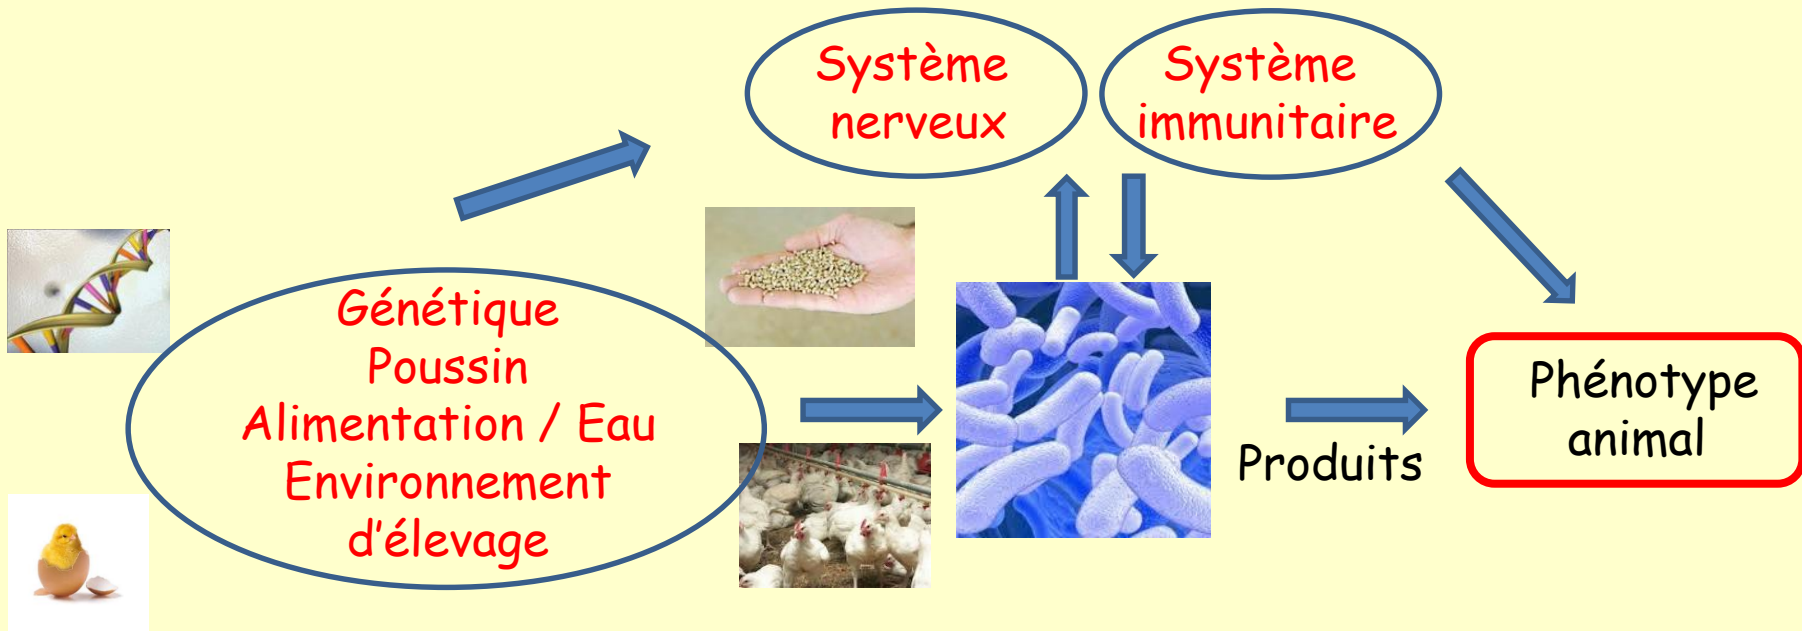 Système
nerveux
Système
immunitaire
Génétique
Poussin
Alimentation / Eau
Environnement
d'élevage
Produits
Phénotype
animal